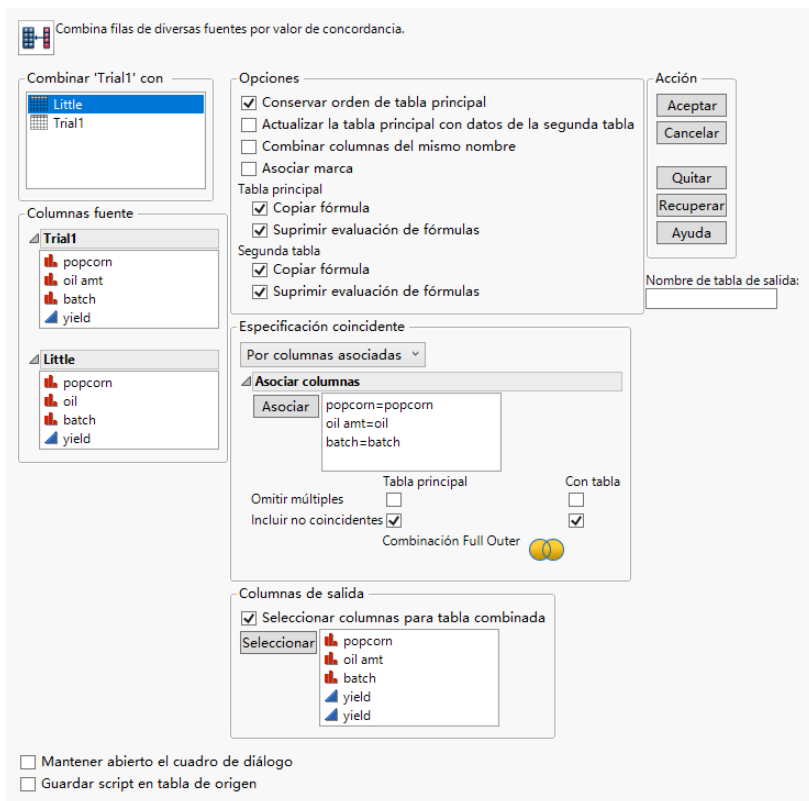 Combina filas de diversas fuentes por valor de concordancia.
Combinar 'Trial1' con
Little
Trial1
Columnas fuente
Trial1
popcorn
oil amt
batch
yield
Little
popcorn
oil
batch
yield
Opciones
Conservar orden de tabla principal
Actualizar la tabla principal con datos de la segunda tabla
Combinar columnas del mismo nombre
Asociar marca
Tabla principal
Copiar fórmula
Suprimir evaluación de fórmulas
Segunda tabla
Copiar fórmula
Suprimir evaluación de fórmulas
Especificación coincidente
Por columnas asociadas
Asociar columnas
Asociar
popcorn=popcorn
oil amt=oil
batch=batch
Tabla principal Con tabla
Omitir múltiples
Incluir no coincidentes
Combinación Full Outer
Columnas de salida
Seleccionar columnas para tabla combinada
Seleccionar
popcorn
oil amt
batch
yield
yield
Acción
Aceptar
Cancelar
Quitar
Recuperar
Ayuda
Nombre de tabla de salida:
Mantener abierto el cuadro de diálogo
Guardar script en tabla de origen